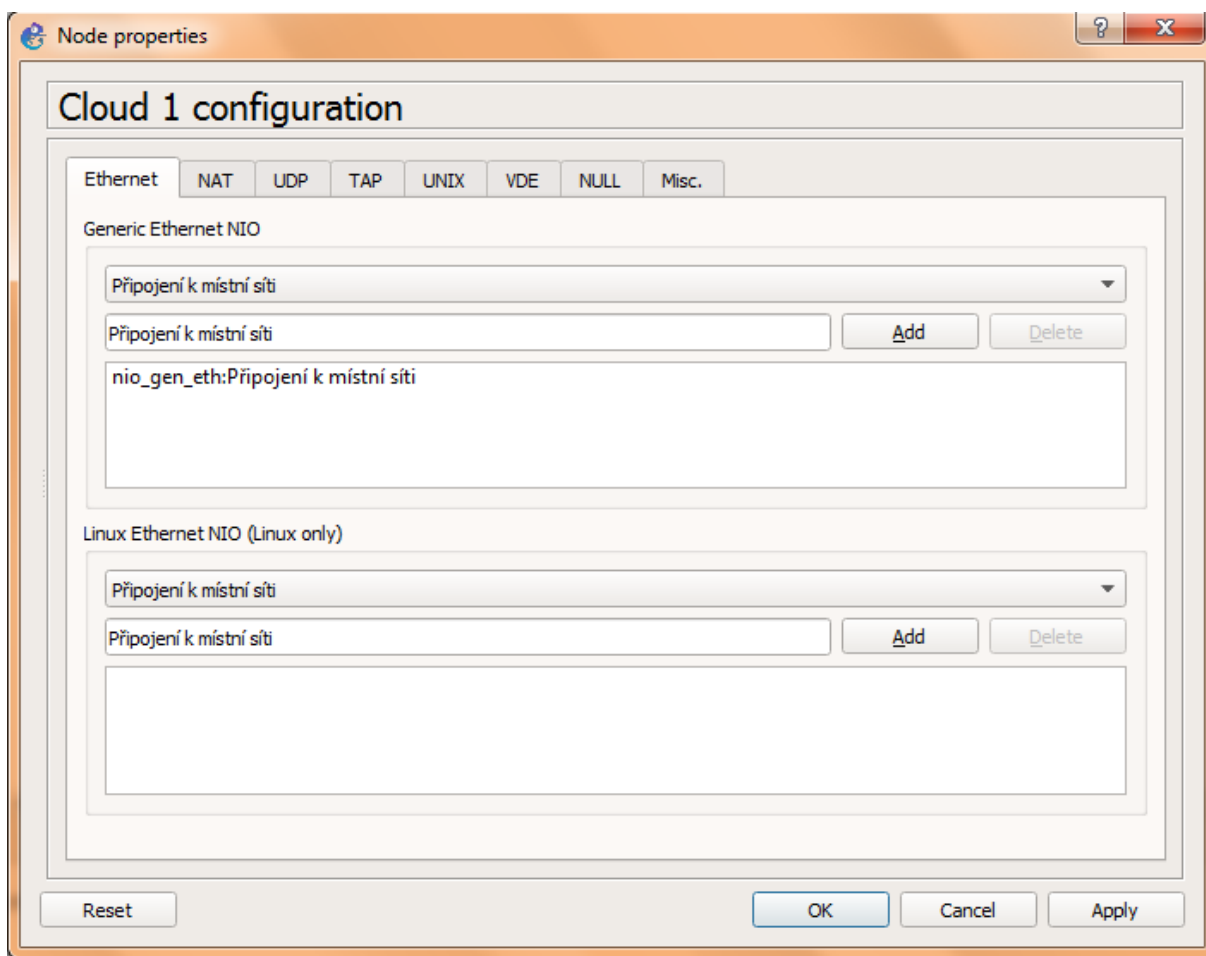 Node properties
Cloud 1 configuration
Ethernet NAT UDP TAP UNIX VDE NULL Misc.
Generic Ethernet NIO
Připojení k místní síti
Připojení k místní síti Add Delete
nio_gen_eth:Připojení k místní síti
Linux Ethernet NIO (Linux only)
Připojení k místní síti
Připojení k místní síti Add Delete
Reset OK Cancel Apply